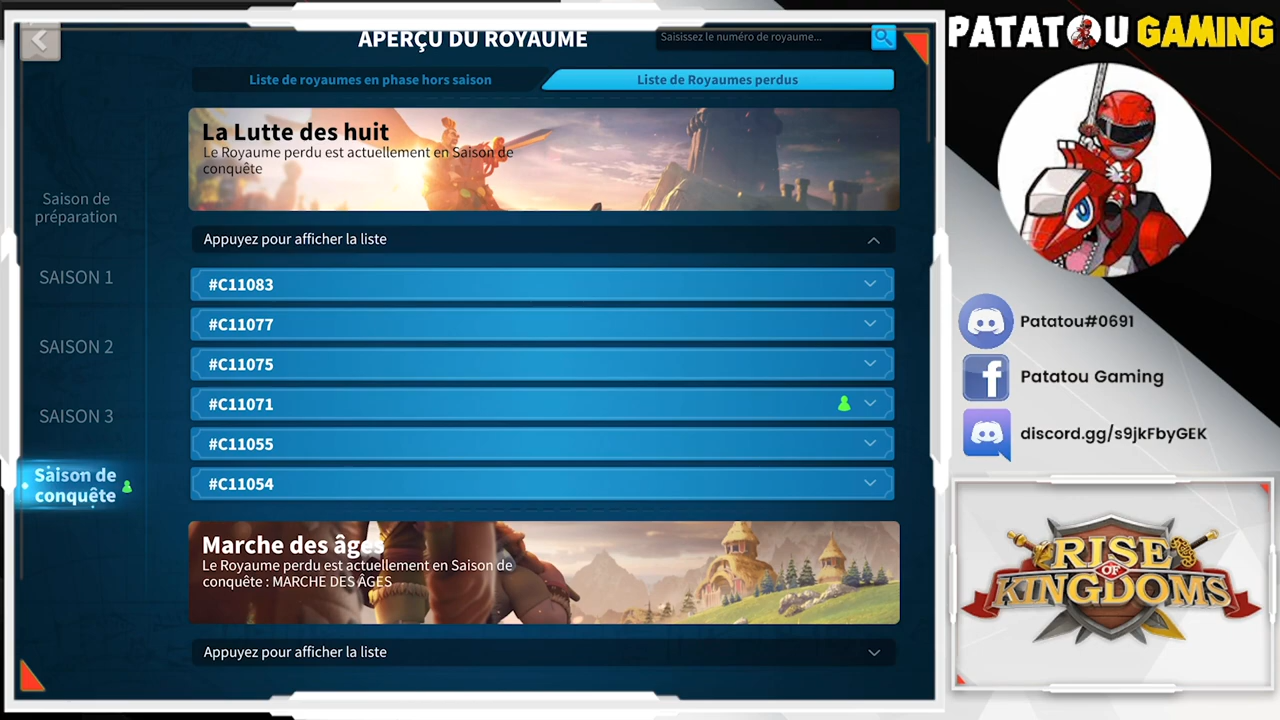 APERÇU DU ROYAUME
Saisissez le numéro de royaume...
Liste de royaumes en phase hors saison
Liste de Royaumes perdus
La Lutte des huit
Le Royaume perdu est actuellement en Saison de
conquête
Appuyez pour afficher la liste
#C11083
#C11077
#C11075
#C11071
#C11055
#C11054
Marche des âges
Le Royaume perdu est actuellement en Saison de
conquête : MARCHE DES ÂGES
Appuyez pour afficher la liste
Saison de
préparation
SAISON 1
SAISON 2
SAISON 3
Saison de
conquête
PATATOU GAMING
Patatou#0691
Patatou Gaming
discord.gg/s9jkFbyGEK
RISE
OF
KINGDOMS